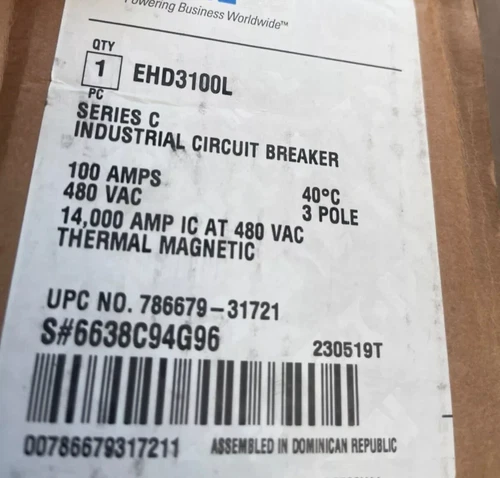 Powering Business Worldwide™
QTY
1
EHD3100L
PC
SERIES C
INDUSTRIAL CIRCUIT BREAKER
100 AMPS
40°C
480 VAC
3 POLE
14,000 AMP IC AT 480 VAC
THERMAL MAGNETIC
UPC NO. 786679-31721
S#6638C94G96
230519T
00786679317211
ASSEMBLED IN DOMINICAN REPUBLIC